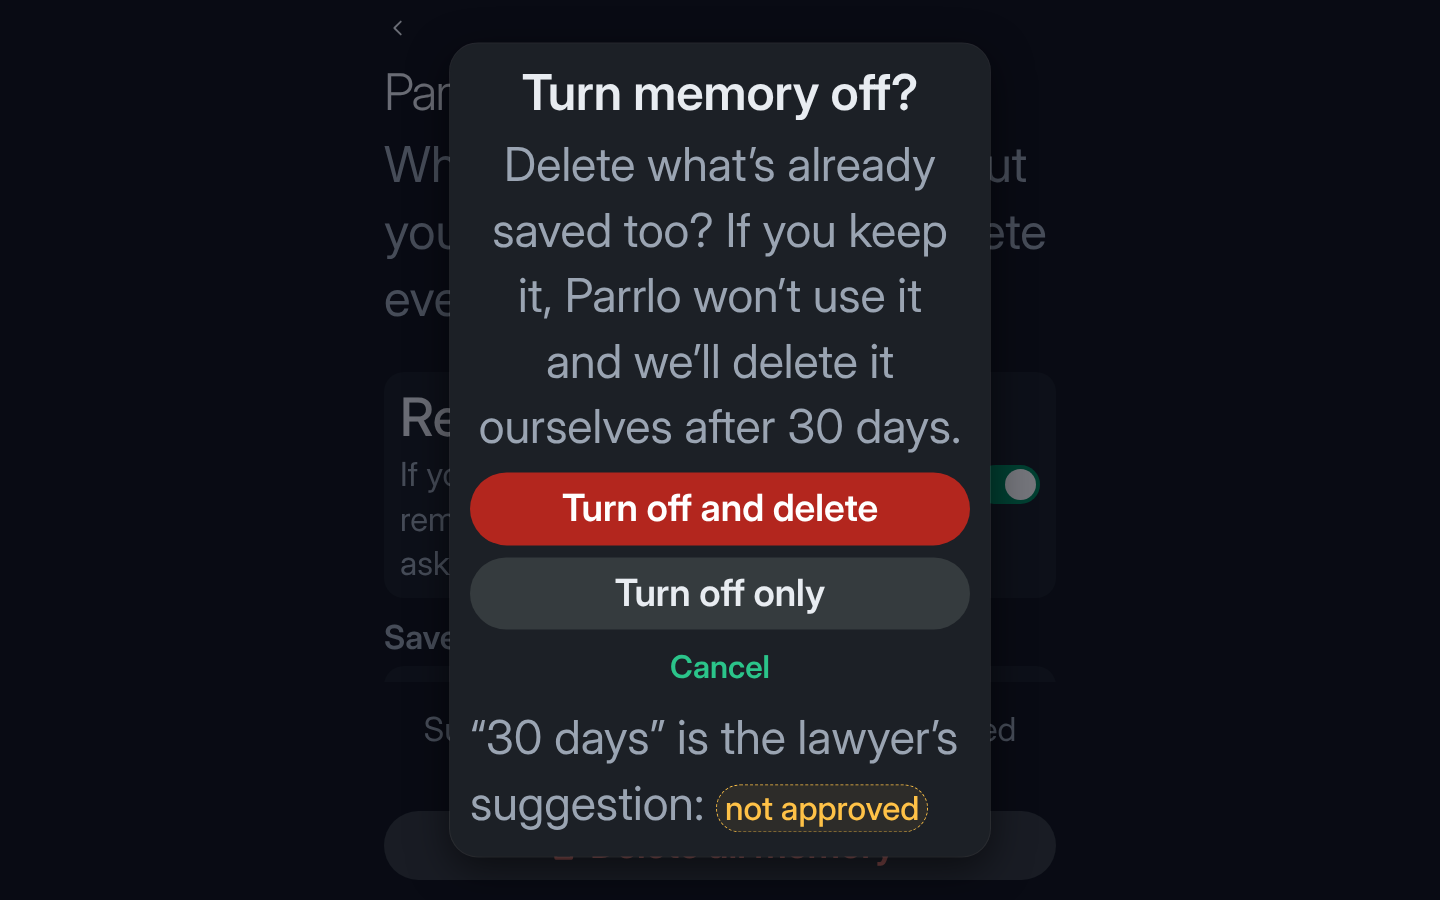 Turn memory off?
Delete what’s already
saved too? If you keep
it, Parrlo won’t use it
and we’ll delete it
ourselves after 30 days.
Turn off and delete
Turn off only
Cancel
“30 days” is the lawyer’s
suggestion: not approved